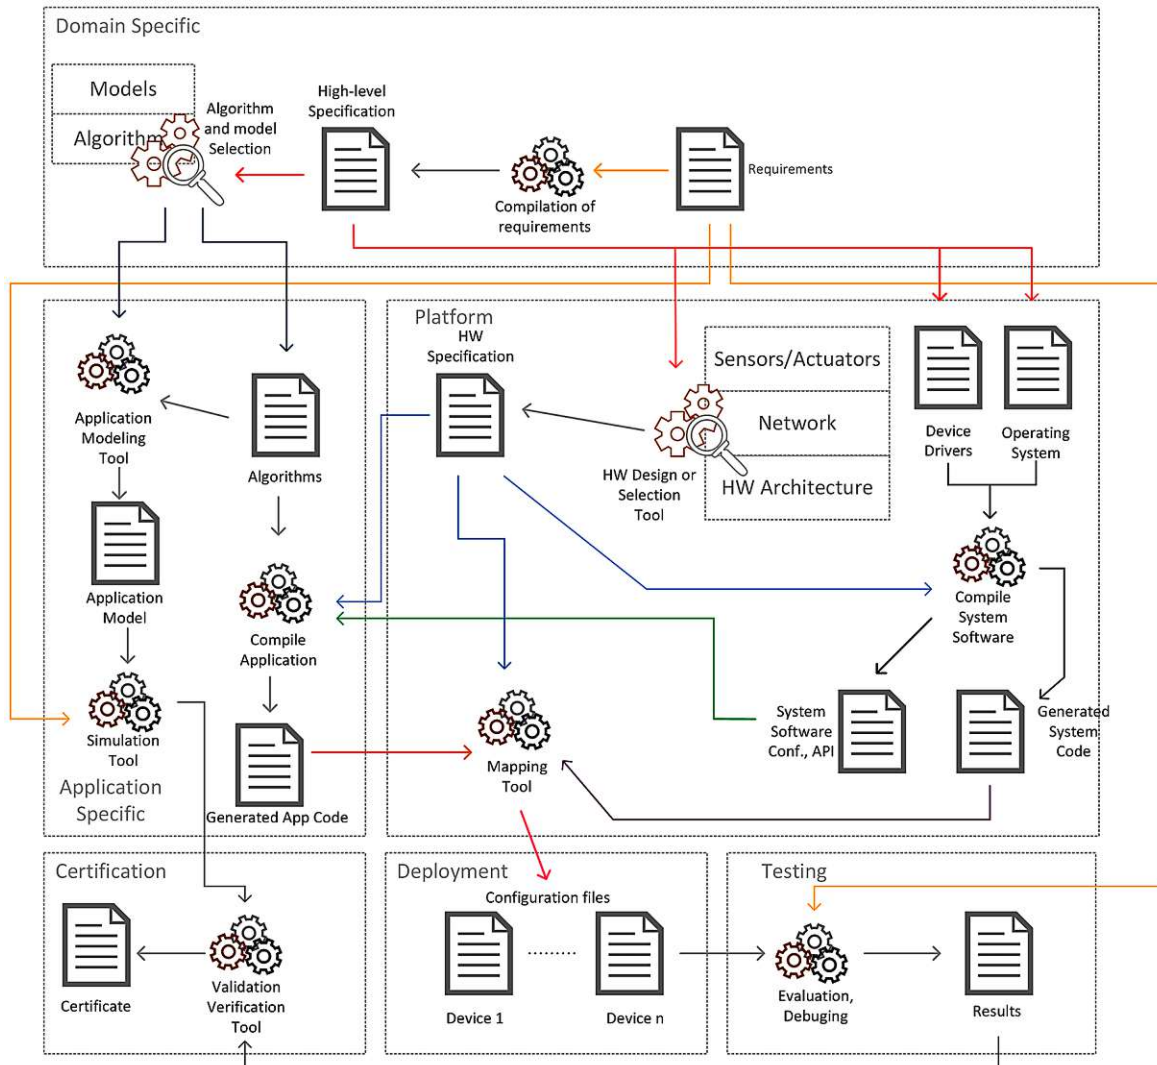 Domain Specific
Models
Algorithm
Algorithm
and model
Selection
High-level
Specification
Compilation of
requirements
Requirements
Platform
HW
Specification
Sensors/Actuators
Network
HW Architecture
HW Design or
Selection
Tool
Device
Drivers
Operating
System
Application
Modeling
Tool
Algorithms
Application
Model
Compile
Application
Compile
System
Software
Simulation
Tool
Mapping
Tool
System
Software
Conf., API
Generated
System
Code
Application
Specific
Generated App Code
Certification
Certificate
Validation
Verification
Tool
Deployment
Configuration files
Device 1
Device n
Testing
Evaluation,
Debuging
Results